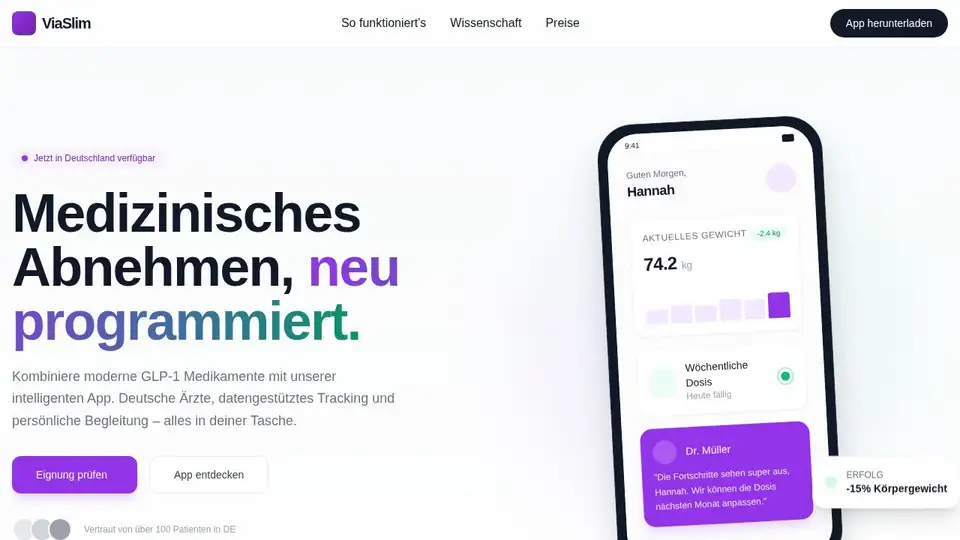 ViaSlim
So funktioniert's
Wissenschaft
Preise
App herunterladen
Jetzt in Deutschland verfügbar
Medizinisches
Abnehmen, neu
programmiert.
Kombiniere moderne GLP-1 Medikamente mit unserer
intelligenten App. Deutsche Ärzte, datengestütztes Tracking und
persönliche Begleitung – alles in deiner Tasche.
Eignung prüfen
App entdecken
Vertraut von über 100 Patienten in DE
9:41
Guten Morgen,
Hannah
AKTUELLES GEWICHT
-2.4 kg
74.2 kg
Wöchentliche
Dosis
Heute fällig
Dr. Müller
"Die Fortschritte sehen super aus,
Hannah. Wir können die Dosis
nächsten Monat anpassen."
ERFOLG
-15% Körpergewicht